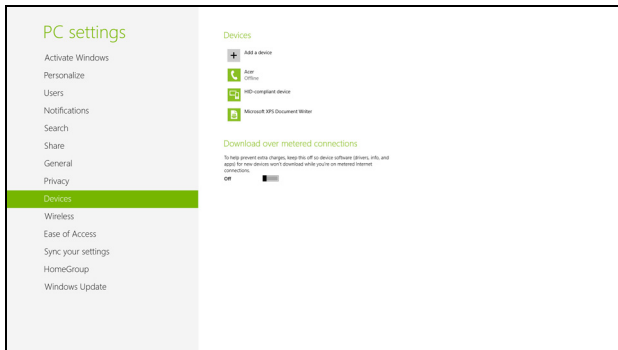 PC settings
Activate Windows
Personalize
Users
Notifications
Search
Share
General
Privacy
Devices
Wireless
Ease of Access
Sync your settings
HomeGroup
Windows Update
Devices
Add a device
Acer
Offline
HID-compliant device
Microsoft XPS Document Writer
Download over metered connections
To help prevent extra charges, keep this off so device software (drivers, info, and
apps) for new devices won't download while you're on metered Internet
connections.
Off